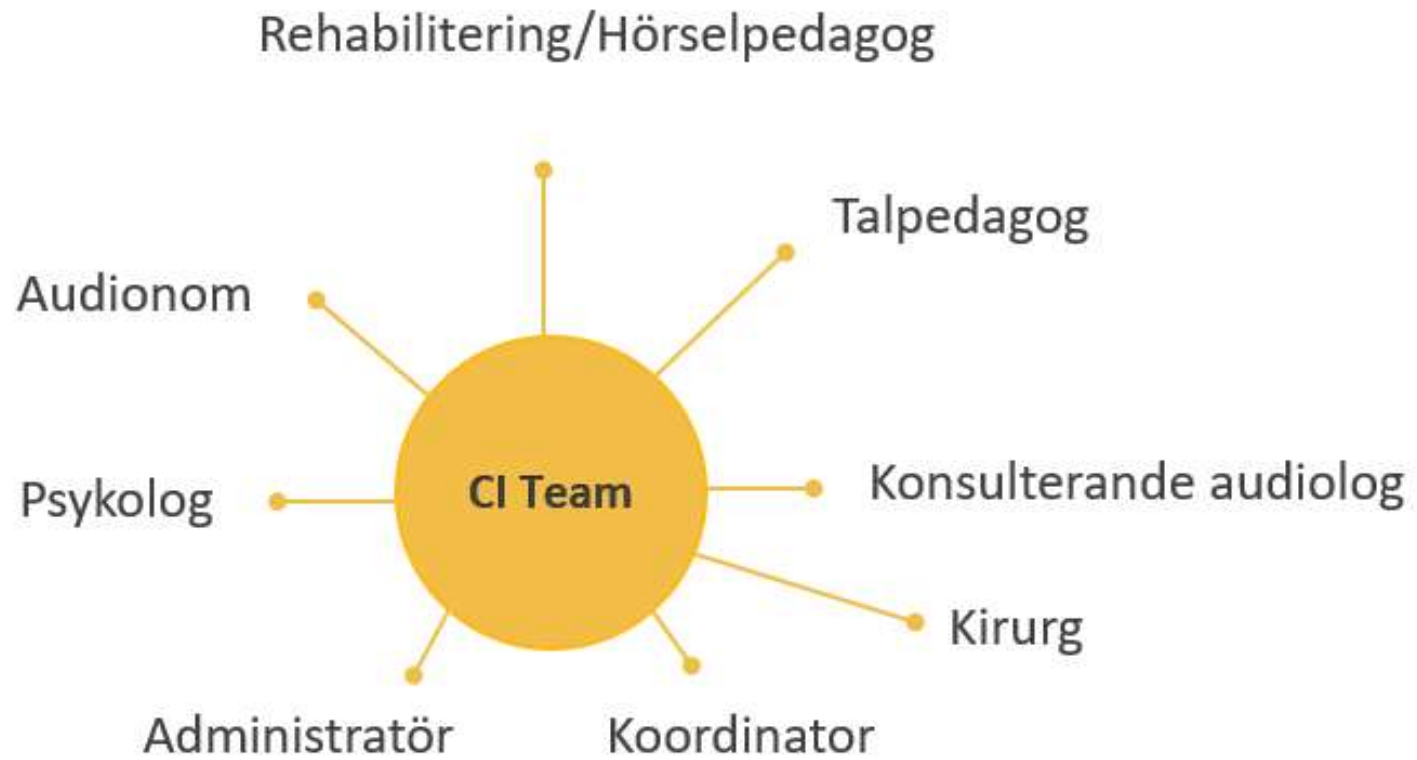 Rehabilitering/Hörselpedagog
Talpedagog
Audionom
Konsulterande audiolog
Psykolog
CI Team
Kirurg
Administratör
Koordinator